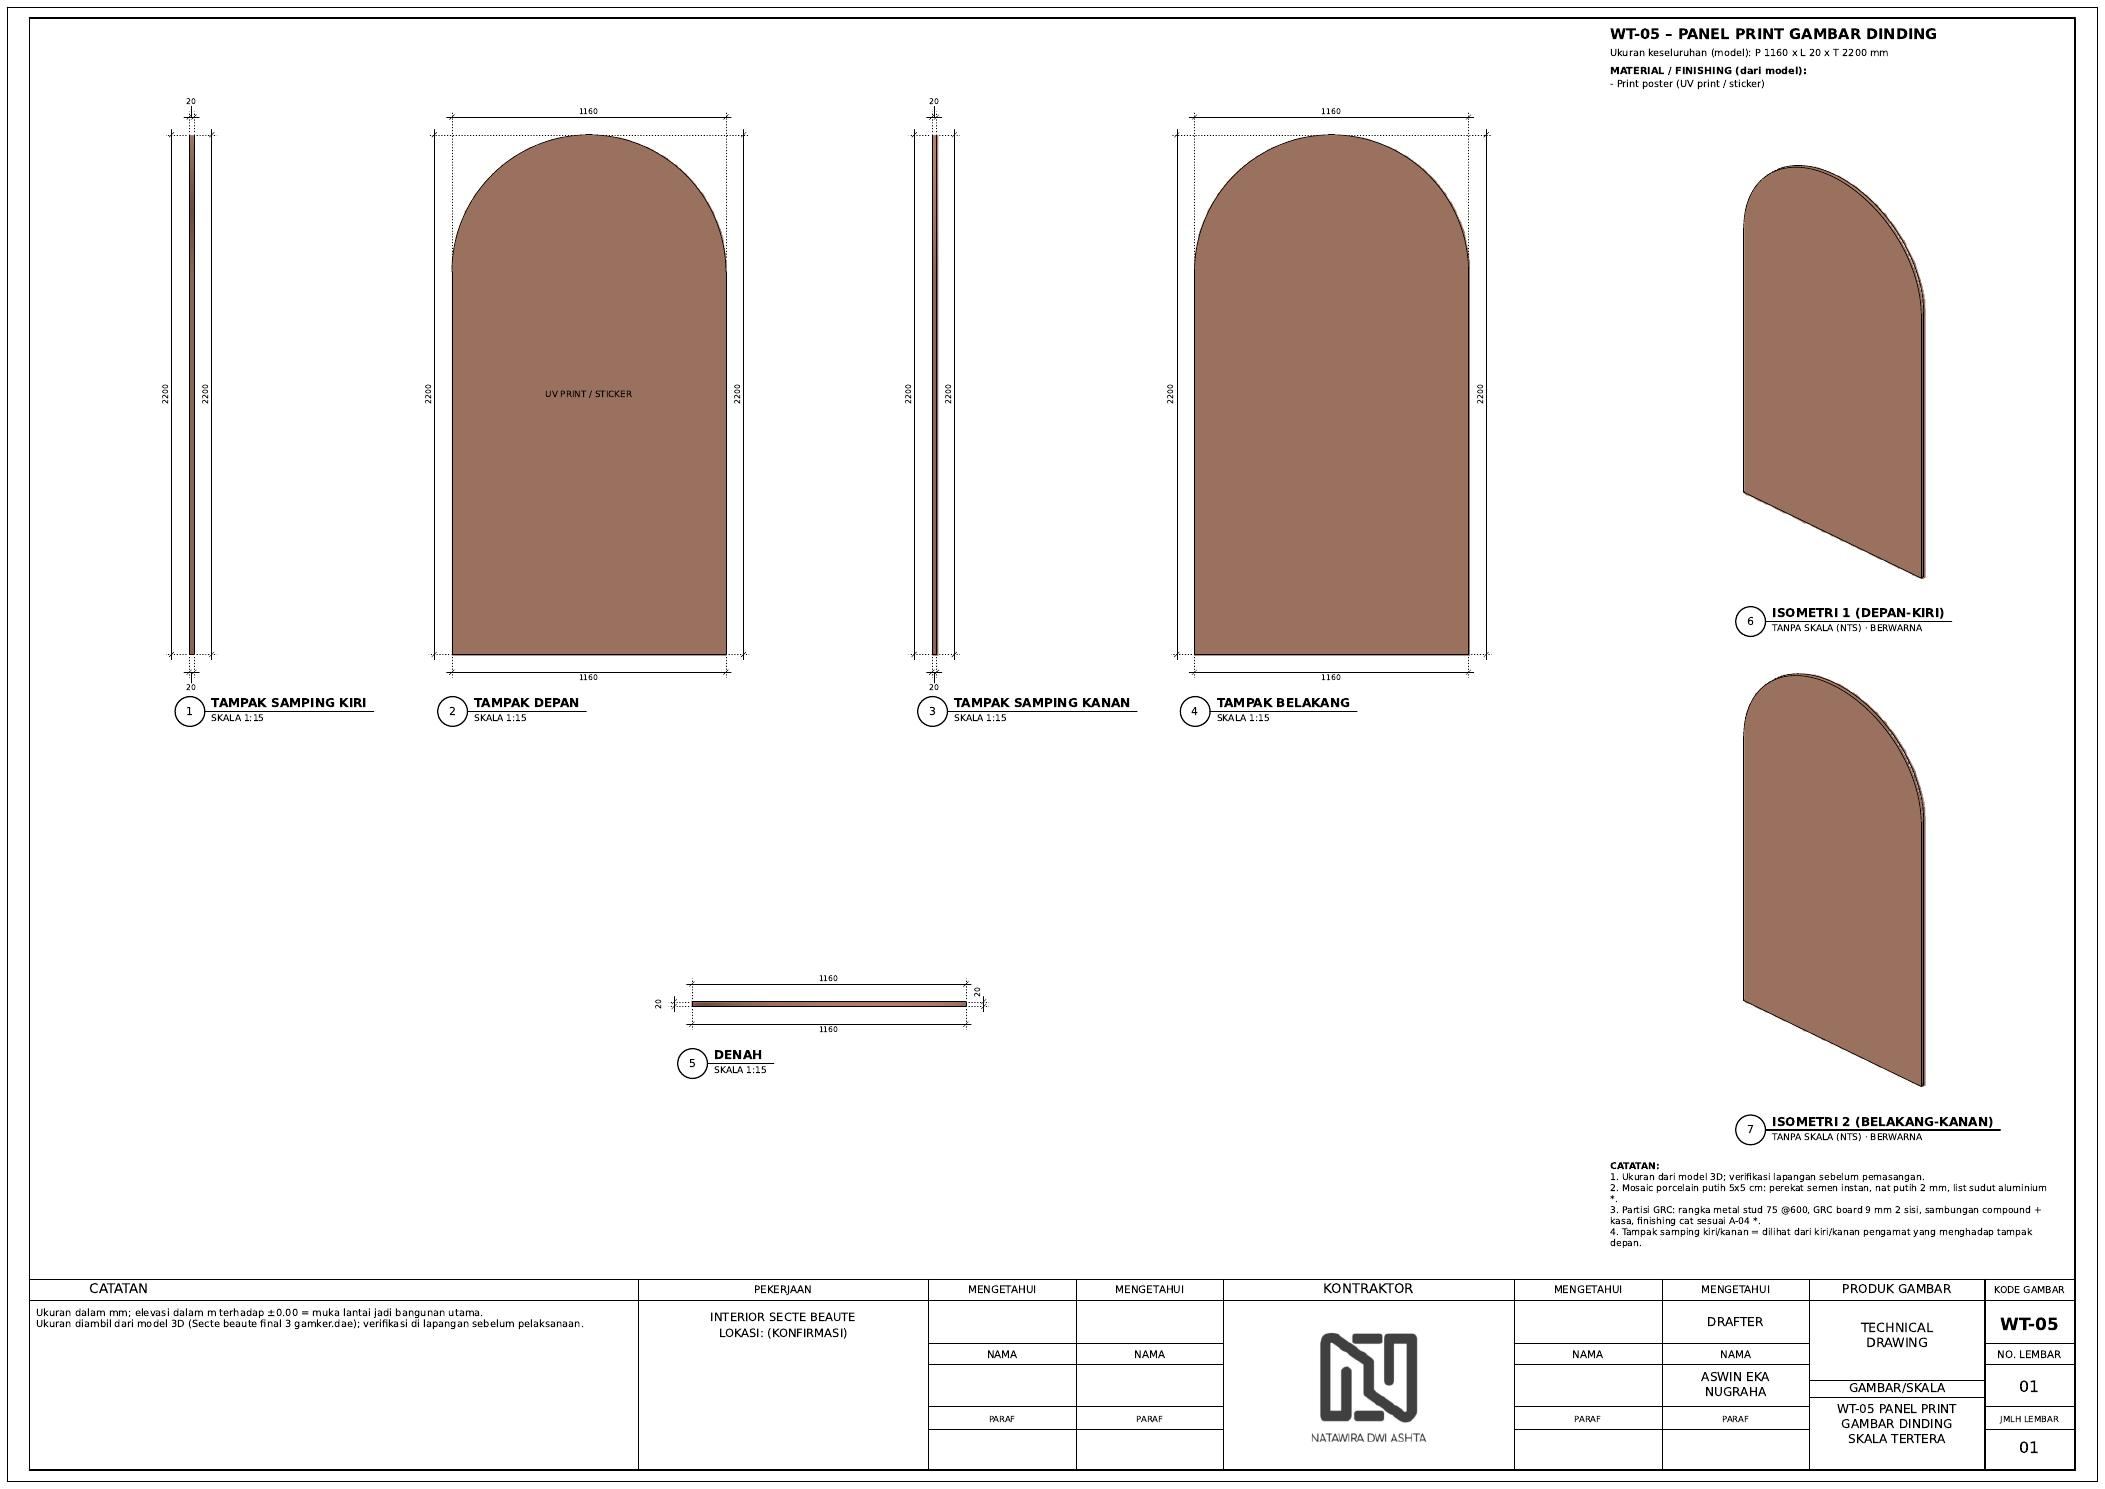 WT-05 – PANEL PRINT GAMBAR DINDING
Ukuran keseluruhan (model): P 1160 x L 20 x T 2200 mm
MATERIAL / FINISHING (dari model):
- Print poster (UV print / sticker)
20
2200
2200
20
1
TAMPAK SAMPING KIRI
SKALA 1:15
1160
2200
UV PRINT / STICKER
2200
1160
2
TAMPAK DEPAN
SKALA 1:15
20
2200
2200
20
3
TAMPAK SAMPING KANAN
SKALA 1:15
1160
2200
2200
1160
4
TAMPAK BELAKANG
SKALA 1:15
6
ISOMETRI 1 (DEPAN-KIRI)
TANPA SKALA (NTS) · BERWARNA
1160
20
20
1160
5
DENAH
SKALA 1:15
7
ISOMETRI 2 (BELAKANG-KANAN)
TANPA SKALA (NTS) · BERWARNA
CATATAN:
1. Ukuran dari model 3D; verifikasi lapangan sebelum pemasangan.
2. Mosaic porcelain putih 5x5 cm: perekat semen instan, nat putih 2 mm, list sudut aluminium
*.
3. Partisi GRC: rangka metal stud 75 @600, GRC board 9 mm 2 sisi, sambungan compound +
kasa, finishing cat sesuai A-04 *.
4. Tampak samping kiri/kanan = dilihat dari kiri/kanan pengamat yang menghadap tampak
depan.
CATATAN
Ukuran dalam mm; elevasi dalam m terhadap ±0.00 = muka lantai jadi bangunan utama.
Ukuran diambil dari model 3D (Secte beaute final 3 gamker.dae); verifikasi di lapangan sebelum pelaksanaan.
PEKERJAAN
INTERIOR SECTE BEAUTE
LOKASI: (KONFIRMASI)
MENGETAHUI
NAMA
PARAF
MENGETAHUI
NAMA
PARAF
KONTRAKTOR
NATAWIRA DWI ASHTA
MENGETAHUI
NAMA
PARAF
MENGETAHUI
DRAFTER
NAMA
ASWIN EKA
NUGRAHA
PARAF
PRODUK GAMBAR
TECHNICAL
DRAWING
GAMBAR/SKALA
WT-05 PANEL PRINT
GAMBAR DINDING
SKALA TERTERA
KODE GAMBAR
WT-05
NO. LEMBAR
01
JMLH LEMBAR
01